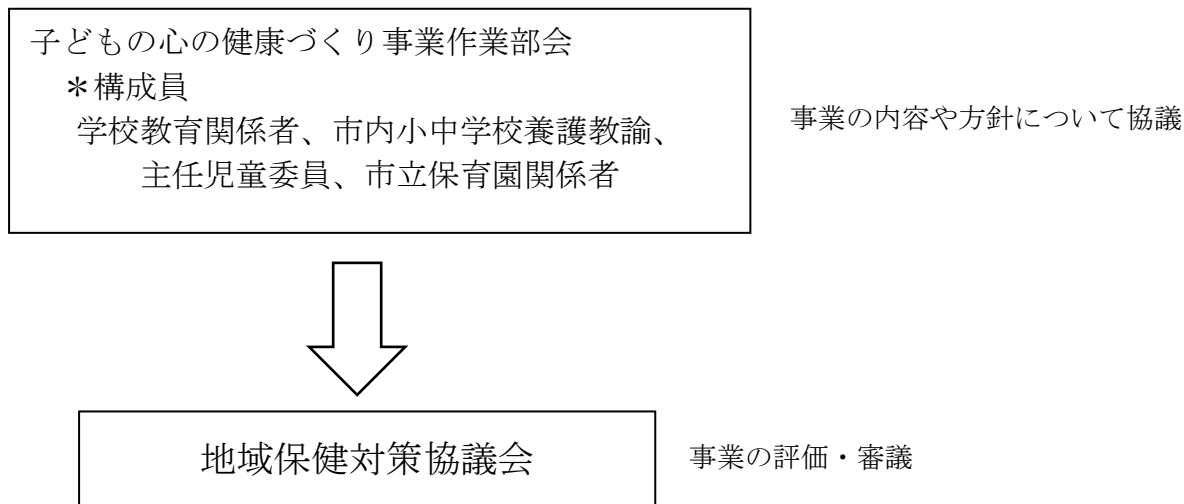 子どもの心の健康づくり事業作業部会
＊構成員
学校教育関係者、市内小中学校養護教諭、
主任児童委員、市立保育園関係者
事業の内容や方針について協議
地域保健対策協議会
事業の評価・審議